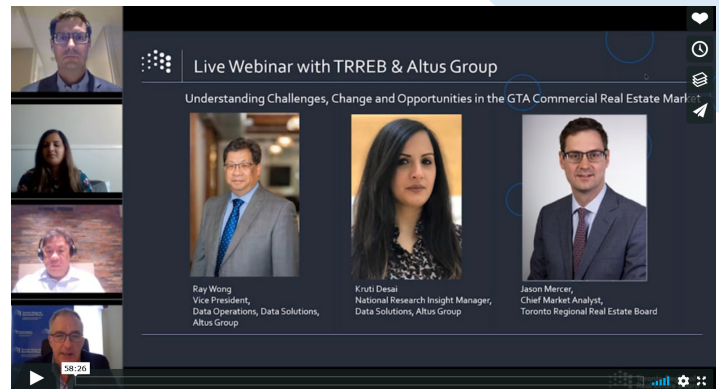 Live Webinar with TRREB & Altus Group
Understanding Challenges, Change and Opportunities in the GTA Commercial Real Estate Market
Ray Wong
Vice President,
Data Operations, Data Solutions,
Altus Group
Kruti Desai
National Research Insight Manager,
Data Solutions, Altus Group
Jason Mercer,
Chief Market Analyst,
Toronto Regional Real Estate Board
58:26